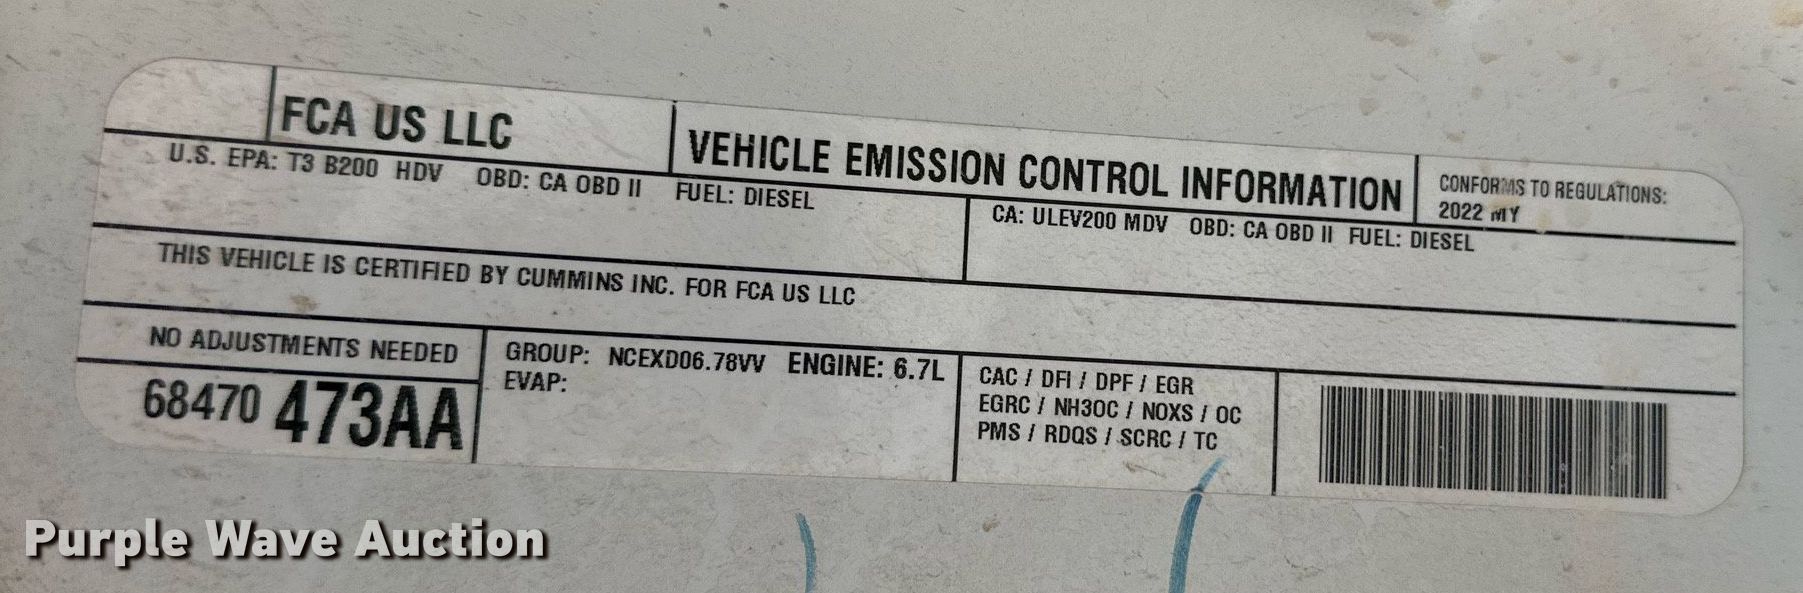 FCA US LLC
VEHICLE EMISSION CONTROL INFORMATION
CONFORMS TO REGULATIONS:
2022 MY
U.S. EPA: T3 B200 HDV OBD: CA OBD II FUEL: DIESEL
CA: ULEV200 MDV OBD: CA OBD II FUEL: DIESEL
THIS VEHICLE IS CERTIFIED BY CUMMINS INC. FOR FCA US LLC
NO ADJUSTMENTS NEEDED
68470 473AA
GROUP: NCEXD06.78VV ENGINE: 6.7L
EVAP:
CAC / DFI / DPF / EGR
EGRC / NH3OC / NOXS / OC
PMS / RDQS / SCRC / TC
Purple Wave Auction